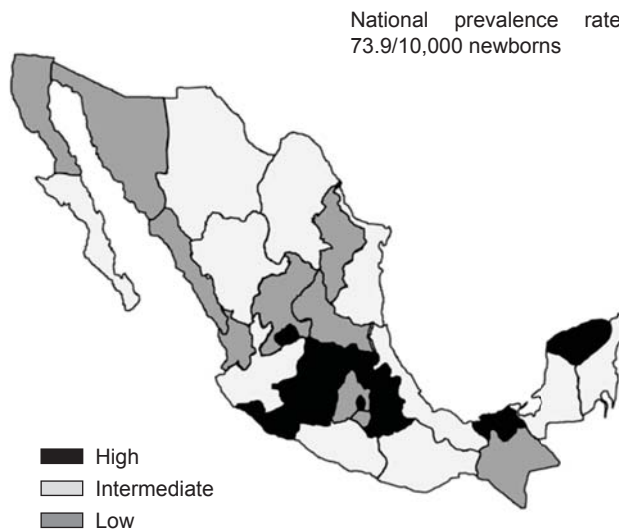 National prevalence rate
73.9/10,000 newborns
High
Intermediate
Low